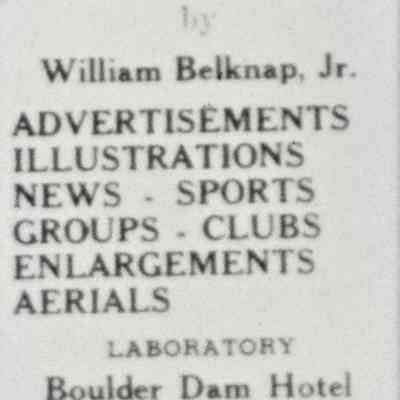 by
William Belknap, Jr.
ADVERTISEMENTS
ILLUSTRATIONS
NEWS - SPORTS
GROUPS - CLUBS
ENLARGEMENTS
AERIALS
LABORATORY
Boulder Dam Hotel